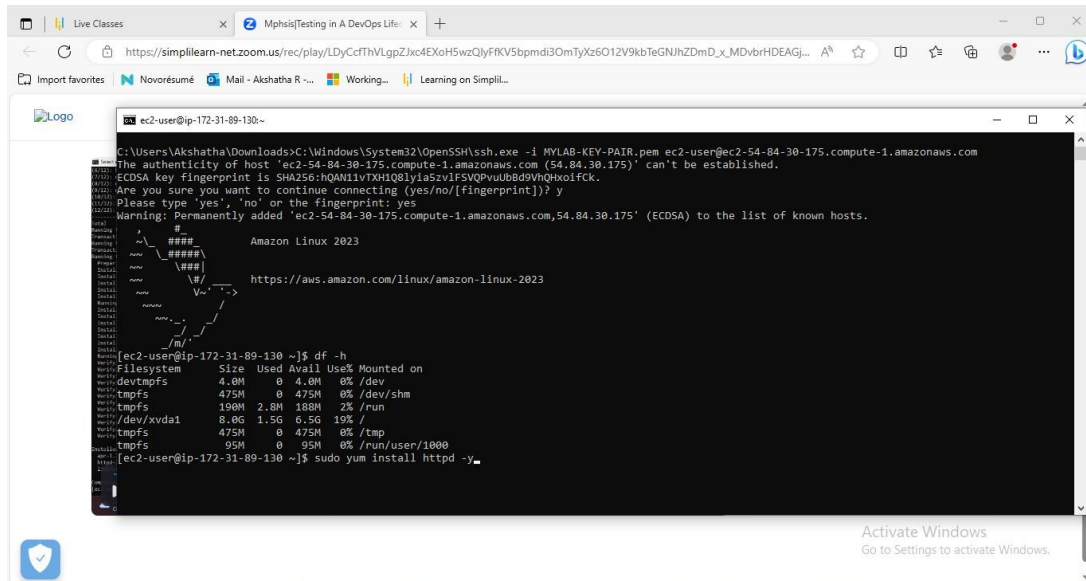 Live Classes
Mphsis|Testing in A DevOps Lifec
https://simplilearn-net.zoom.us/rec/play/LDyCcfThVLgpZJxc4EXoH5wzQlyFfKV5bpmdi3OmTyXz6O12V9kbTeGNJhZDmD_x_MDvbrHDEAGj...
Import favorites Novorésumé Mail - Akshatha R -... Working... Learning on Simplil...
Logo
ec2-user@ip-172-31-89-130:~
C:\Users\Akshatha\Downloads>C:\Windows\System32\OpenSSH\ssh.exe -i MYLAB-KEY-PAIR.pem ec2-user@ec2-54-84-30-175.compute-1.amazonaws.com
The authenticity of host 'ec2-54-84-30-175.compute-1.amazonaws.com (54.84.30.175)' can't be established.
ECDSA key fingerprint is SHA256:hQAN11vTXH1Q8lyia5zvlFSVQPvuUbBd9VhQHxoifCk.
Are you sure you want to continue connecting (yes/no/[fingerprint])? y
Please type 'yes', 'no' or the fingerprint: yes
Warning: Permanently added 'ec2-54-84-30-175.compute-1.amazonaws.com,54.84.30.175' (ECDSA) to the list of known hosts.
Amazon Linux 2023
https://aws.amazon.com/linux/amazon-linux-2023
[ec2-user@ip-172-31-89-130 ~]$ df -h
Filesystem Size Used Avail Use% Mounted on
devtmpfs 4.0M 0 4.0M 0% /dev
tmpfs 475M 0 475M 0% /dev/shm
tmpfs 190M 2.8M 188M 2% /run
/dev/xvda1 8.0G 1.5G 6.5G 19% /
tmpfs 475M 0 475M 0% /tmp
tmpfs 95M 0 95M 0% /run/user/1000
[ec2-user@ip-172-31-89-130 ~]$ sudo yum install httpd -y
Activate Windows
Go to Settings to activate Windows.